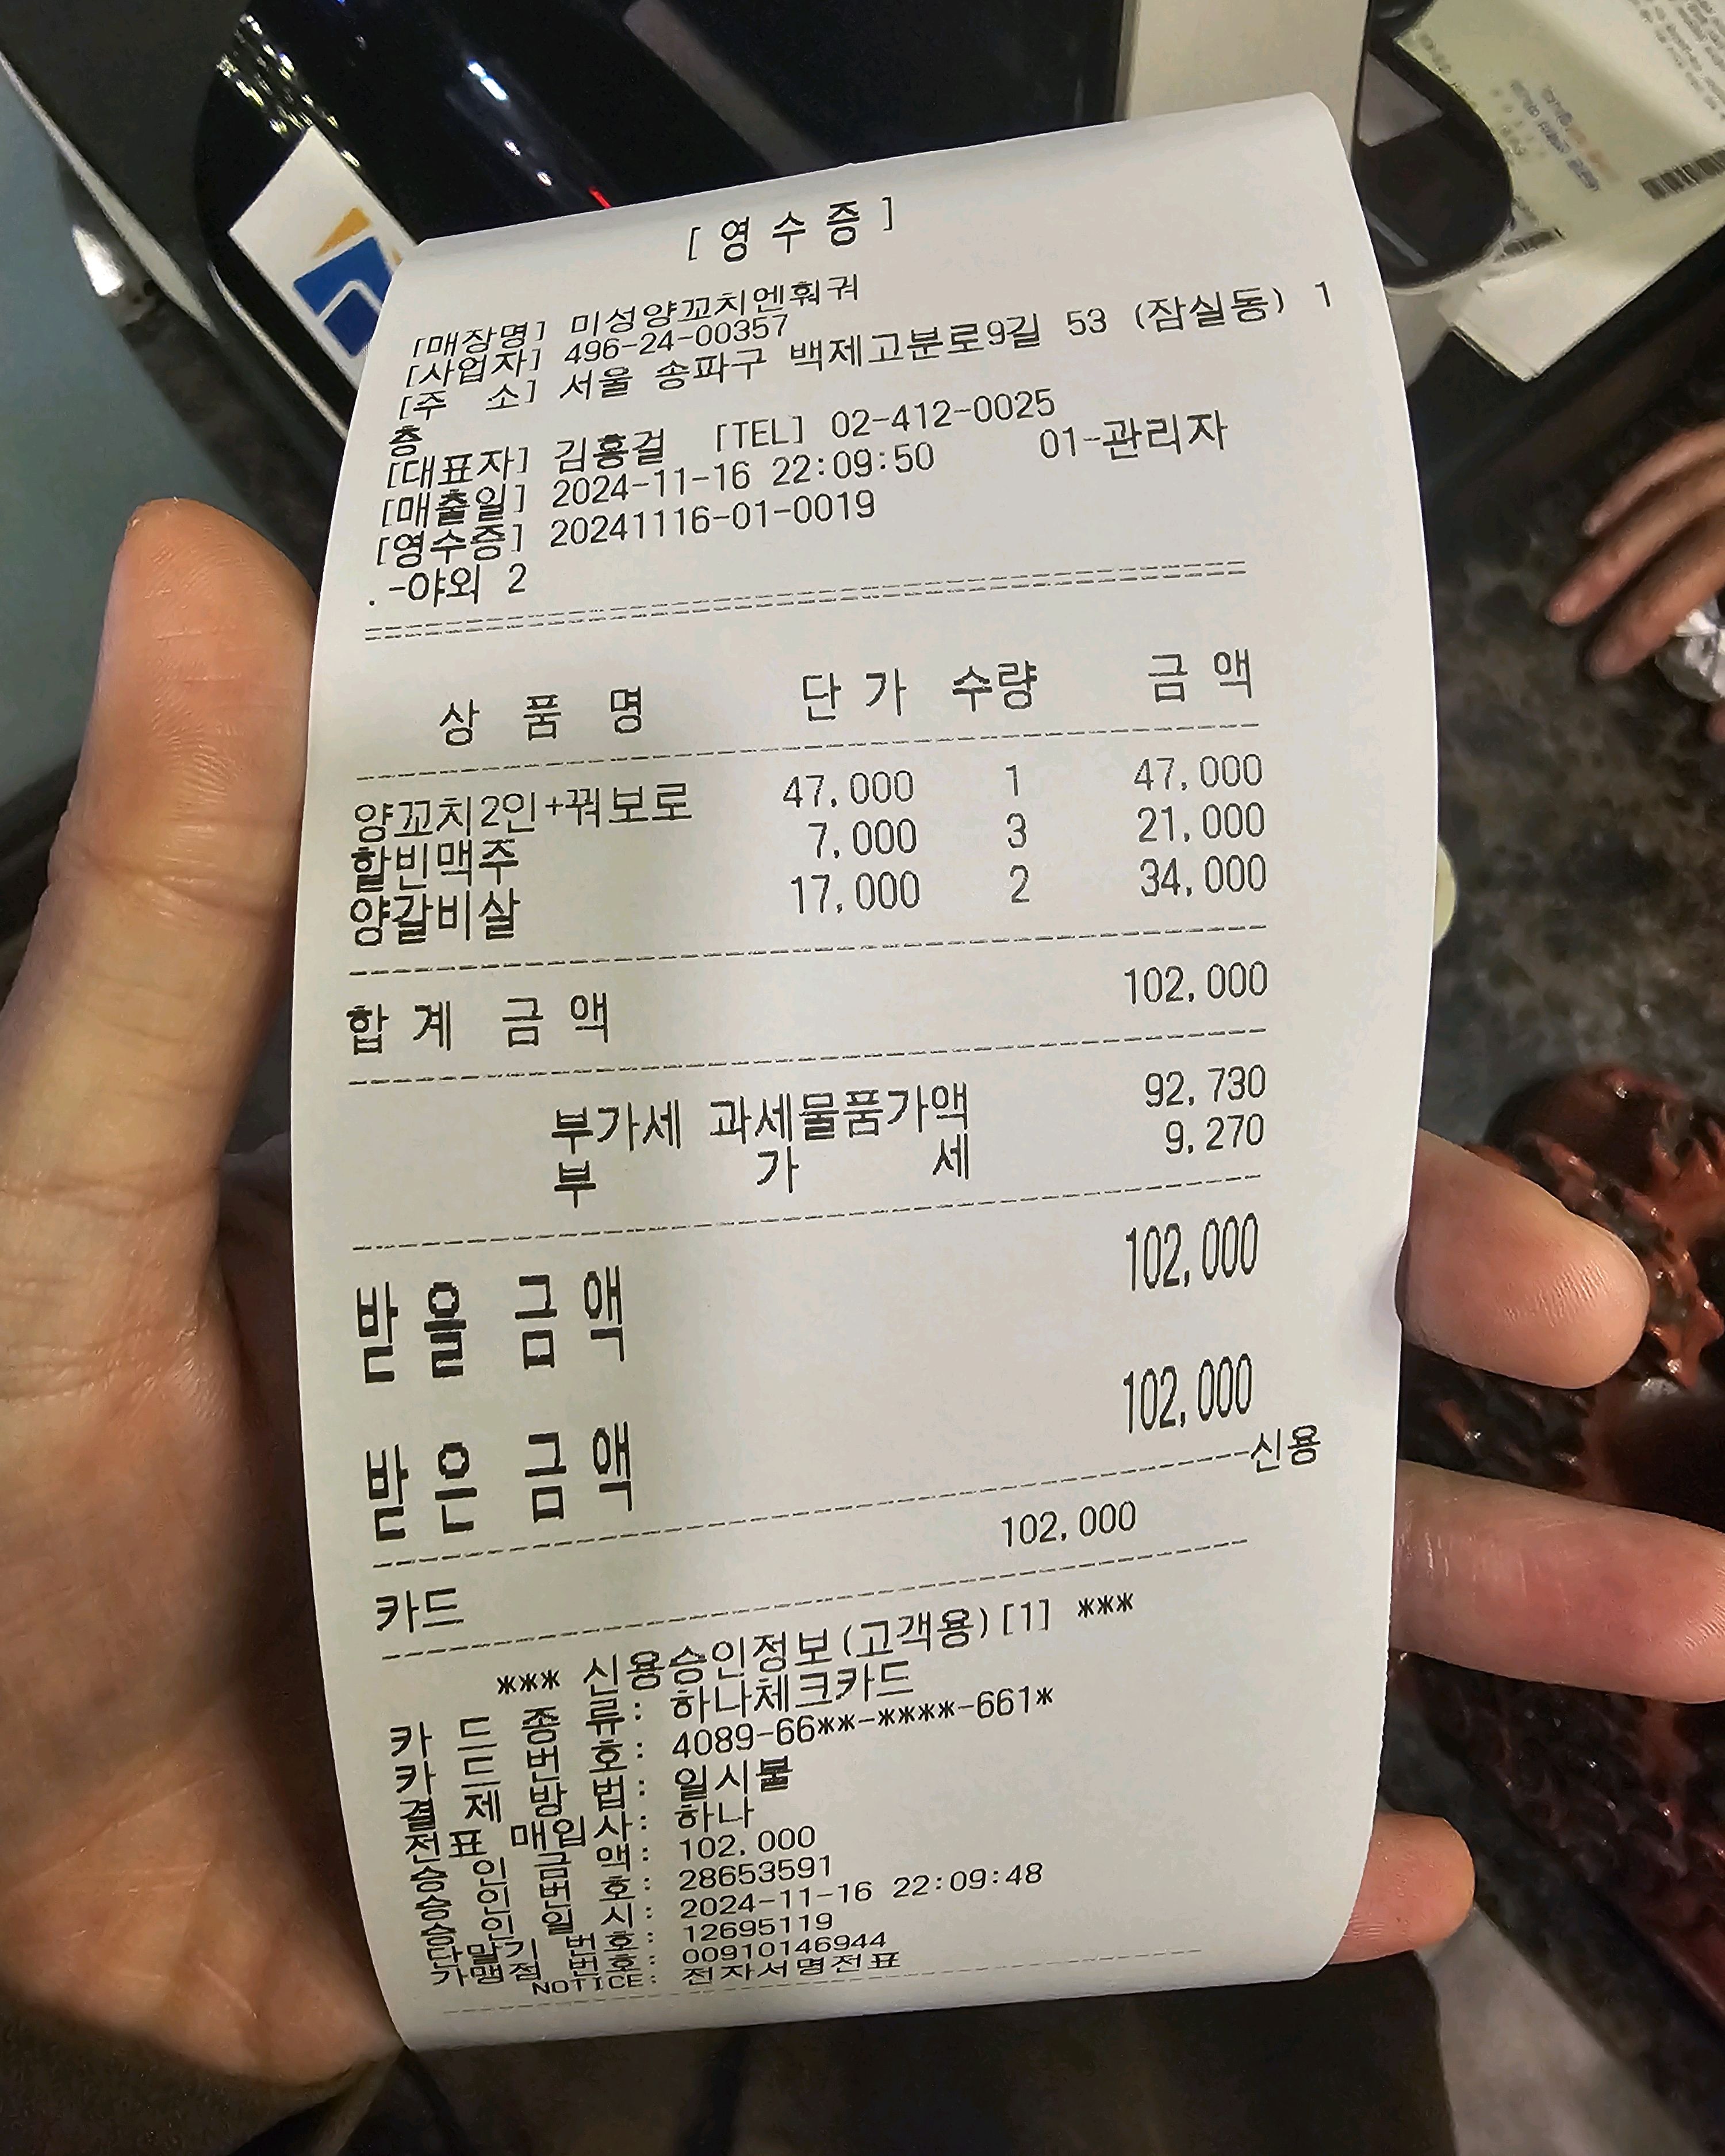 [ 영 수 증 ]
[매장명] 미성양꼬치엔훠궈
[사업자] 496-24-00357
[주 소] 서울 송파구 백제고분로9길 53 (잠실동) 1
층
[대표자] 김홍걸 [TEL] 02-412-0025
[매출일] 2024-11-16 22:09:50 01-관리자
[영수증] 20241116-01-0019
.-야외 2
상 품 명 단 가 수량 금 액
양꼬치2인+꿔보로 47,000 1 47,000
할빈맥주 7,000 3 21,000
양갈비살 17,000 2 34,000
합 계 금 액 102,000
부가세 과세물품가액 92,730
부 가 세 9,270
받 을 금 액 102,000
받 은 금 액 102,000
신용
카드 102,000
*** 신용승인정보(고객용)[1] ***
카 드 종 류: 하나체크카드
카 드 번 호: 4089-66**-****-661*
결 제 방 법: 일시불
전표 매입사: 하나
승 인 금 액: 102,000
승 인 번 호: 28653591
승 인 일 시: 2024-11-16 22:09:48
단말기 번호: 12695119
가맹점 번호: 00910146944
NOTICE: 전자서명전표